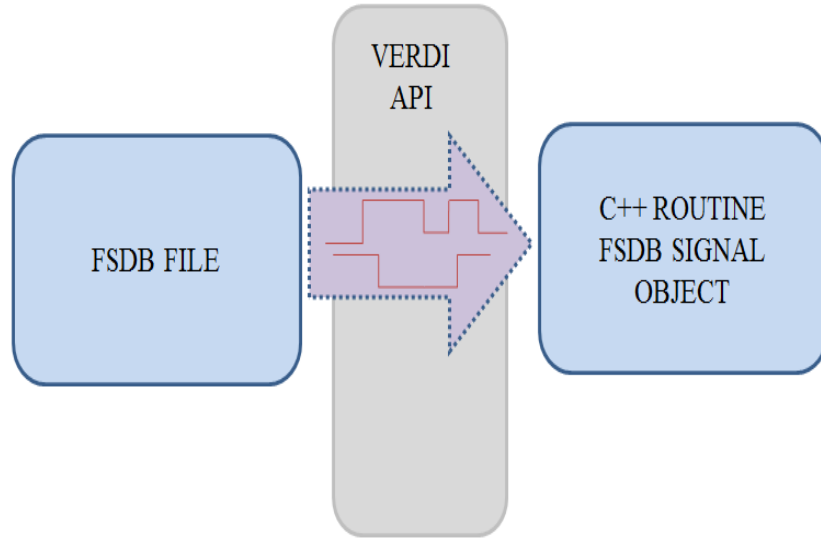 VERDI
API
FSDB FILE
C++ ROUTINE
FSDB SIGNAL
OBJECT